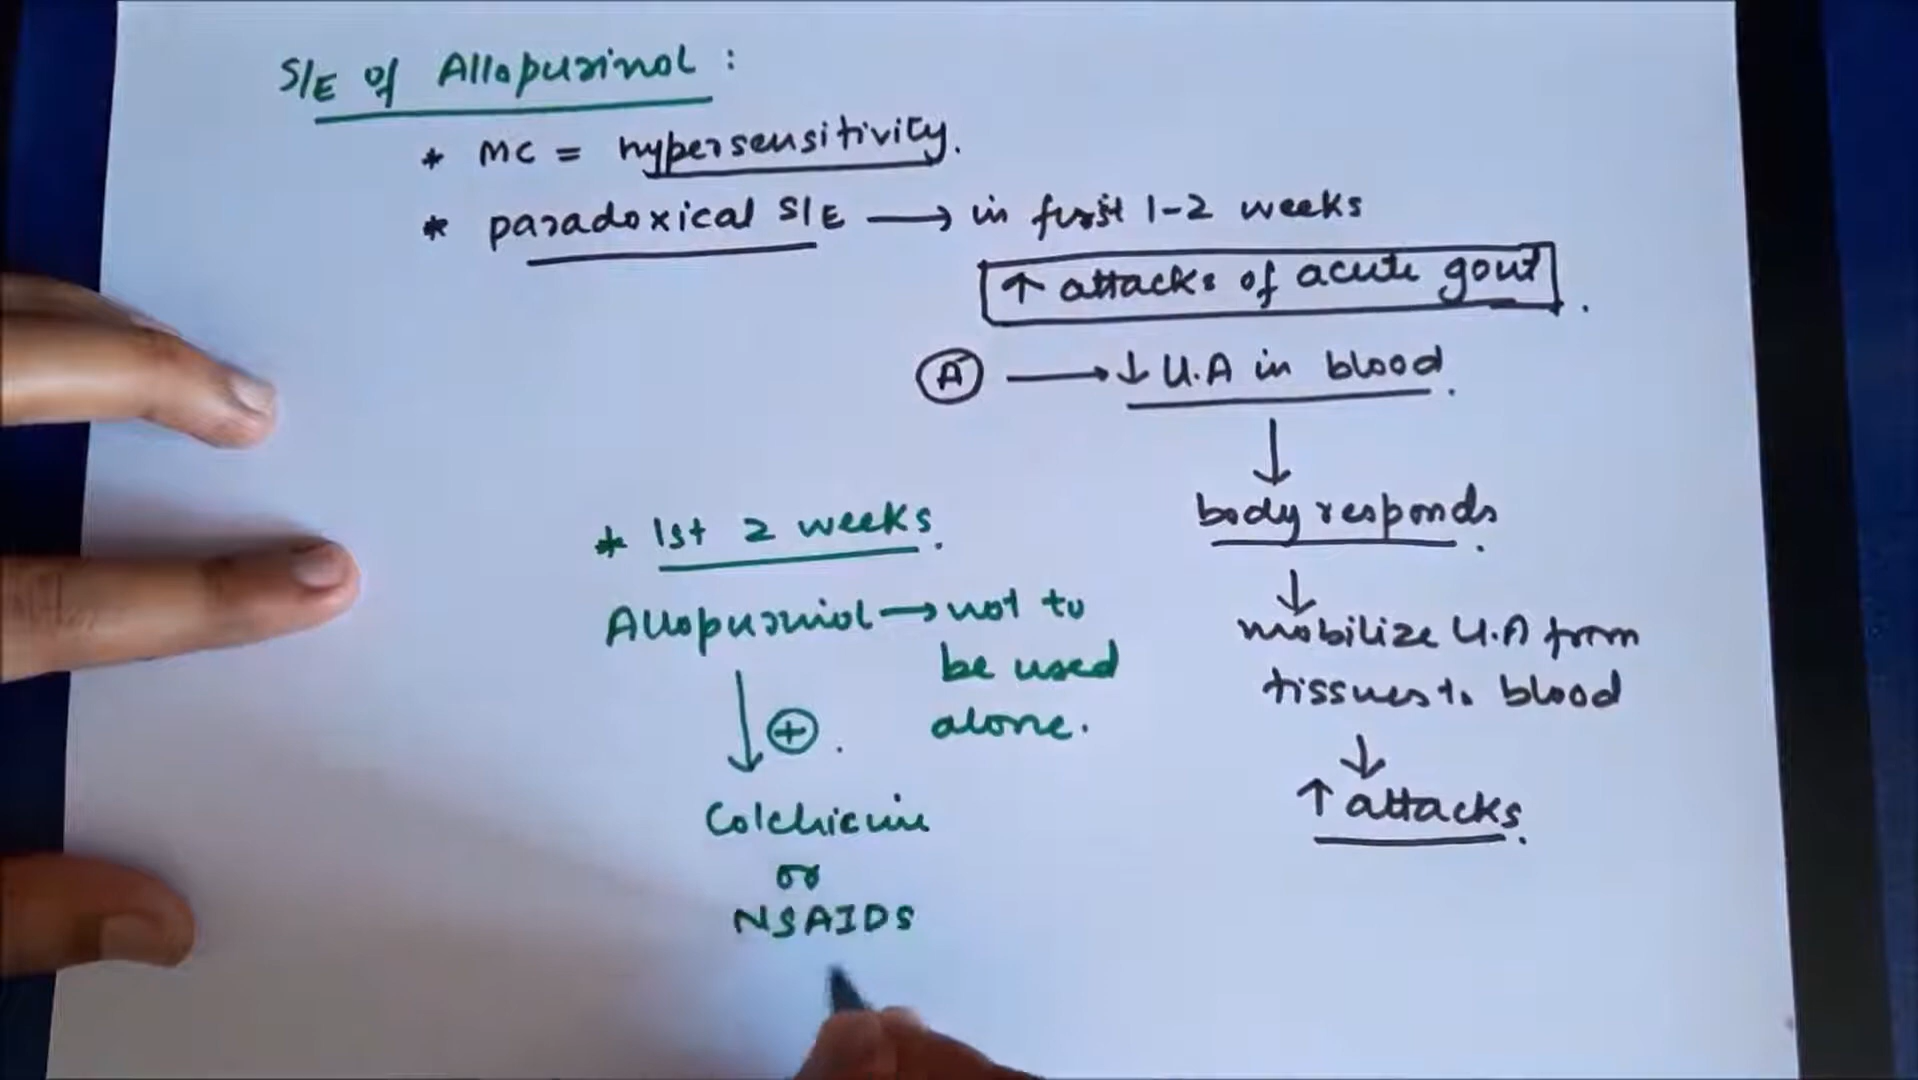 S/E of Allopurinol :
* MC = hypersensitivity.
* paradoxical S/E → in first 1-2 weeks
↑ attacks of acute gout.
A → ↓ U.A in blood.
↓
body responds.
↓
mobilize U.A from
tissues to blood
↓
↑ attacks.
* 1st 2 weeks.
Allopurniol → not to
be used
alone.
↓ +.
Colchicine
or
NSAIDS